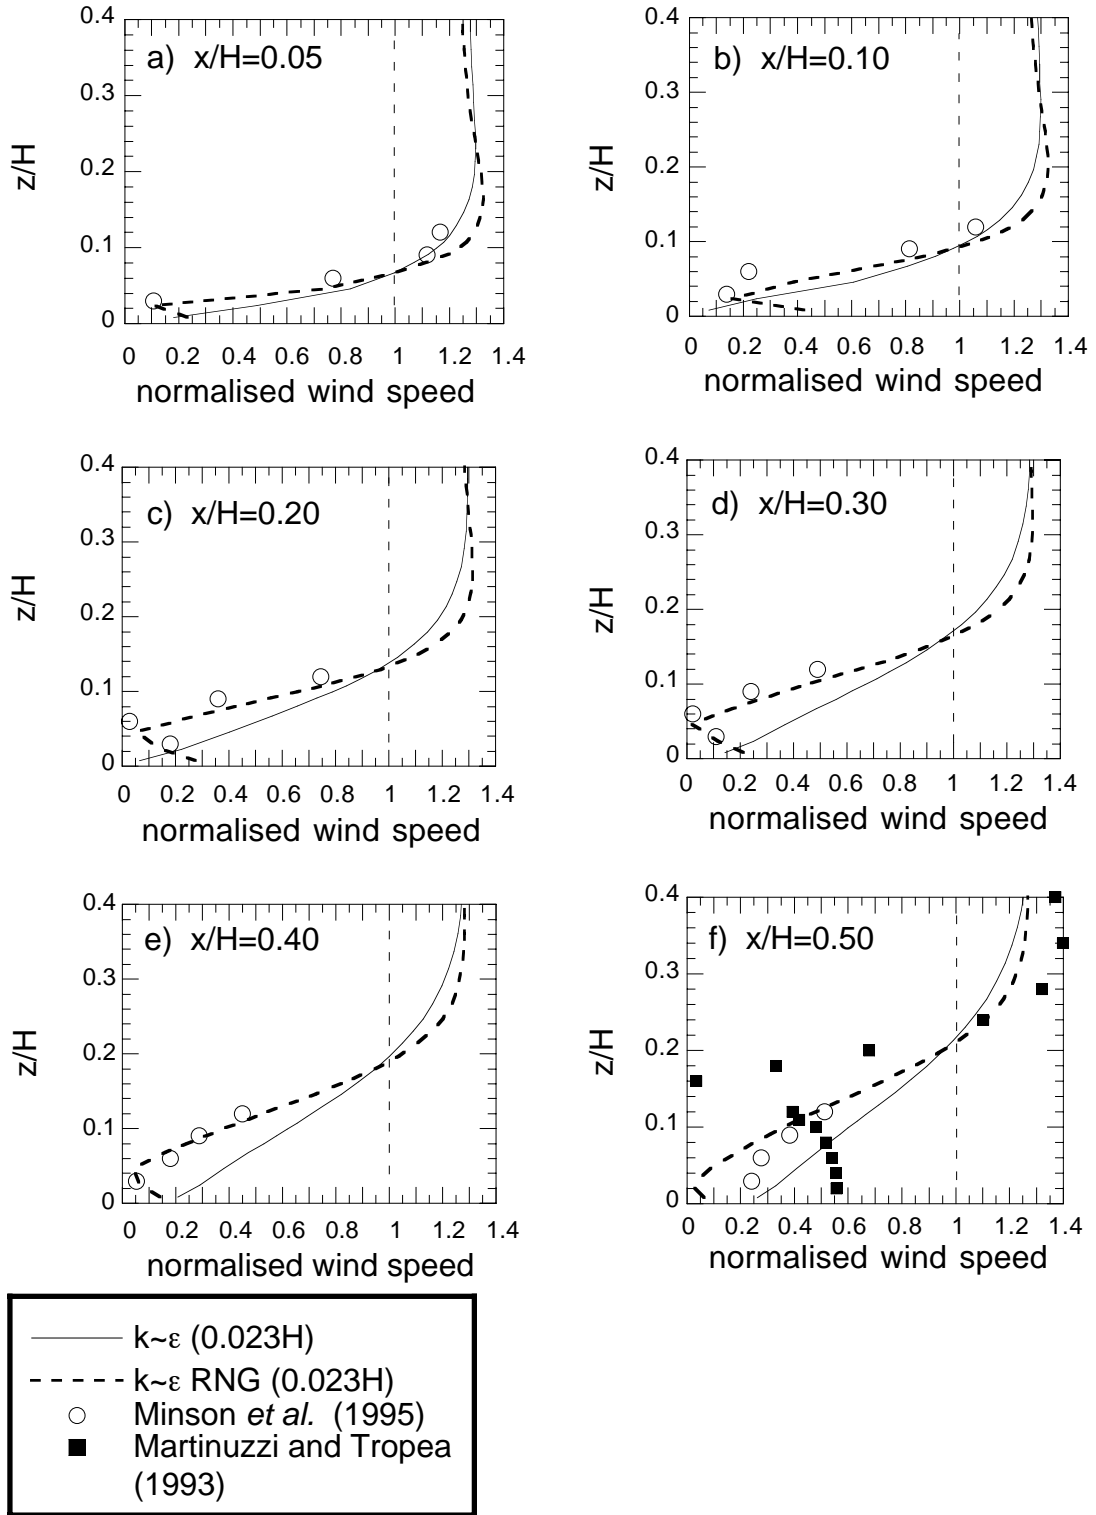 a) x/H=0.05
0.4
0.3
0.2
0.1
0
z/H
0 0.2 0.4 0.6 0.8 1 1.2 1.4
normalised wind speed
b) x/H=0.10
0.4
0.3
0.2
0.1
0
z/H
0 0.2 0.4 0.6 0.8 1 1.2 1.4
normalised wind speed
c) x/H=0.20
0.4
0.3
0.2
0.1
0
z/H
0 0.2 0.4 0.6 0.8 1 1.2 1.4
normalised wind speed
d) x/H=0.30
0.4
0.3
0.2
0.1
0
z/H
0 0.2 0.4 0.6 0.8 1 1.2 1.4
normalised wind speed
e) x/H=0.40
0.4
0.3
0.2
0.1
0
z/H
0 0.2 0.4 0.6 0.8 1 1.2 1.4
normalised wind speed
f) x/H=0.50
0.4
0.3
0.2
0.1
0
z/H
0 0.2 0.4 0.6 0.8 1 1.2 1.4
normalised wind speed
k~ε (0.023H)
k~ε RNG (0.023H)
Minson et al. (1995)
Martinuzzi and Tropea
(1993)